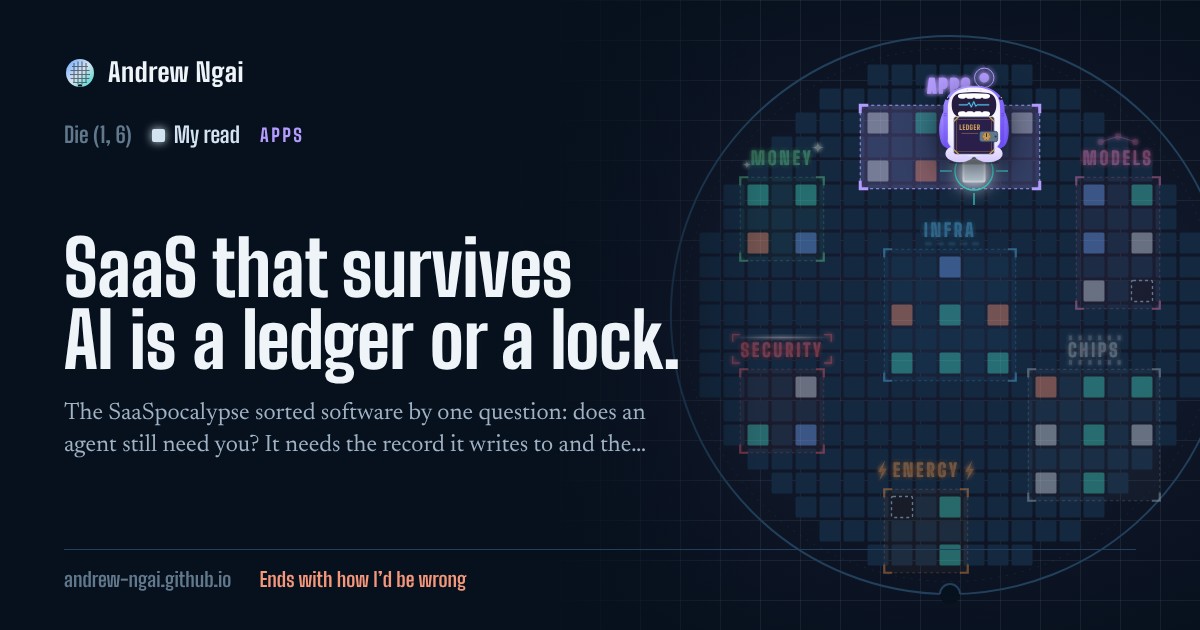 Andrew Ngai
Die (1, 6) My read APPS
SaaS that survives
AI is a ledger or a lock.
The SaaSpocalypse sorted software by one question: does an
agent still need you? It needs the record it writes to and the...
andrew-ngai.github.io Ends with how I'd be wrong
APPS
LEDGER
MONEY
MODELS
INFRA
SECURITY
CHIPS
ENERGY